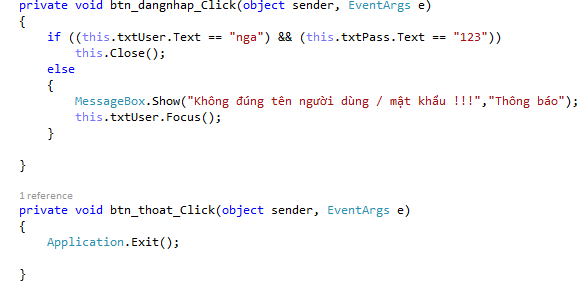 private void btn_dangnhap_Click(object sender, EventArgs e)
{
    if ((this.txtUser.Text == "nga") && (this.txtPass.Text == "123"))
        this.Close();
    else
    {
        MessageBox.Show("Không đúng tên người dùng / mật khẩu !!!","Thông báo");
        this.txtUser.Focus();
    }

}
1 reference
private void btn_thoat_Click(object sender, EventArgs e)
{
    Application.Exit();

}